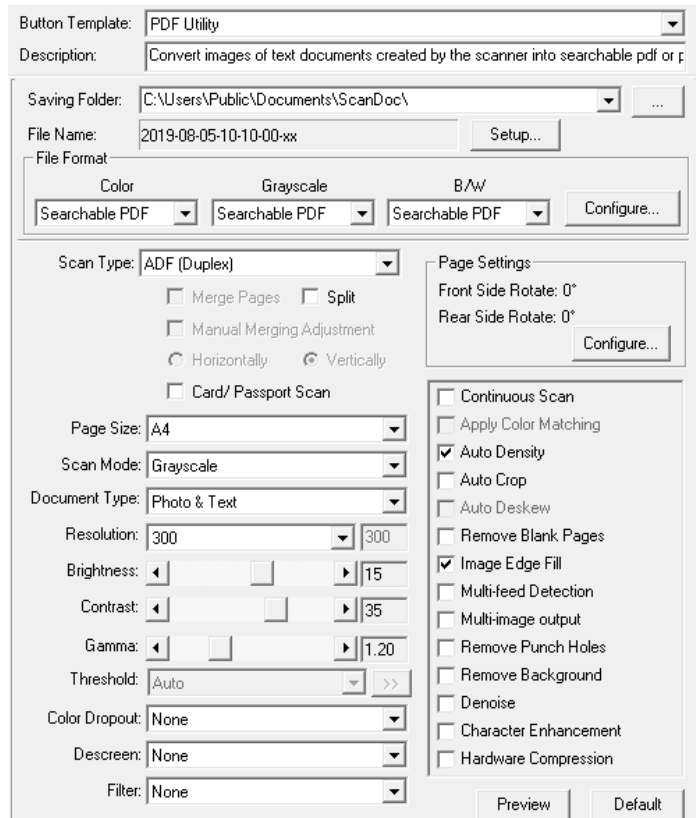 Button Template: PDF Utility
Description: Convert images of text documents created by the scanner into searchable pdf or p
Saving Folder: C:\Users\Public\Documents\ScanDoc\ ...
File Name: 2019-08-05-10-10-00-xx Setup...
File Format
Color Grayscale B/W
Searchable PDF Searchable PDF Searchable PDF Configure...
Scan Type: ADF (Duplex)
Merge Pages Split
Manual Merging Adjustment
Horizontally Vertically
Card/ Passport Scan
Page Size: A4
Scan Mode: Grayscale
Document Type: Photo & Text
Resolution: 300 300
Brightness: 15
Contrast: 35
Gamma: 1.20
Threshold: Auto >>
Color Dropout: None
Descreen: None
Filter: None
Page Settings
Front Side Rotate: 0°
Rear Side Rotate: 0°
Configure...
Continuous Scan
Apply Color Matching
Auto Density
Auto Crop
Auto Deskew
Remove Blank Pages
Image Edge Fill
Multi-feed Detection
Multi-image output
Remove Punch Holes
Remove Background
Denoise
Character Enhancement
Hardware Compression
Preview Default